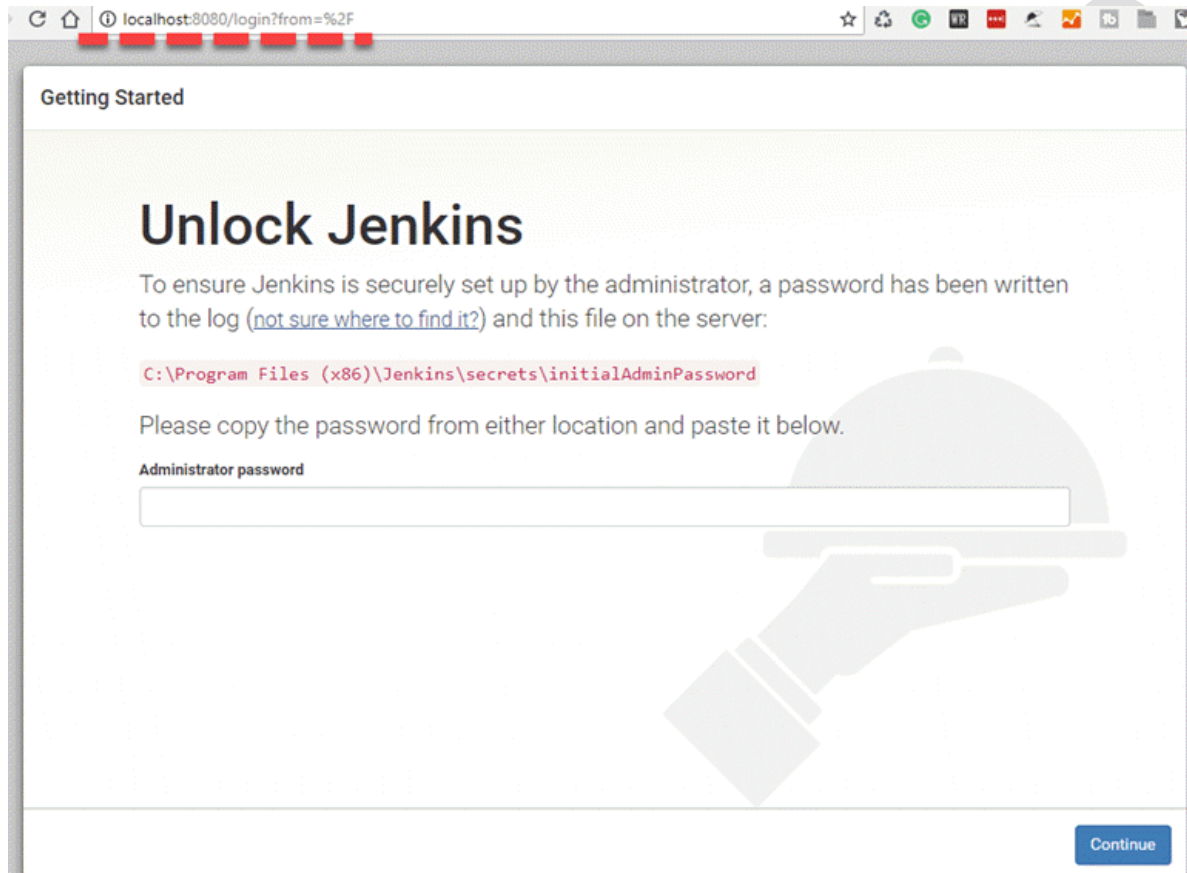 localhost:8080/login?from=%2F
Getting Started
Unlock Jenkins
To ensure Jenkins is securely set up by the administrator, a password has been written
to the log (not sure where to find it?) and this file on the server:
C:\Program Files (x86)\Jenkins\secrets\initialAdminPassword
Please copy the password from either location and paste it below.
Administrator password
Continue